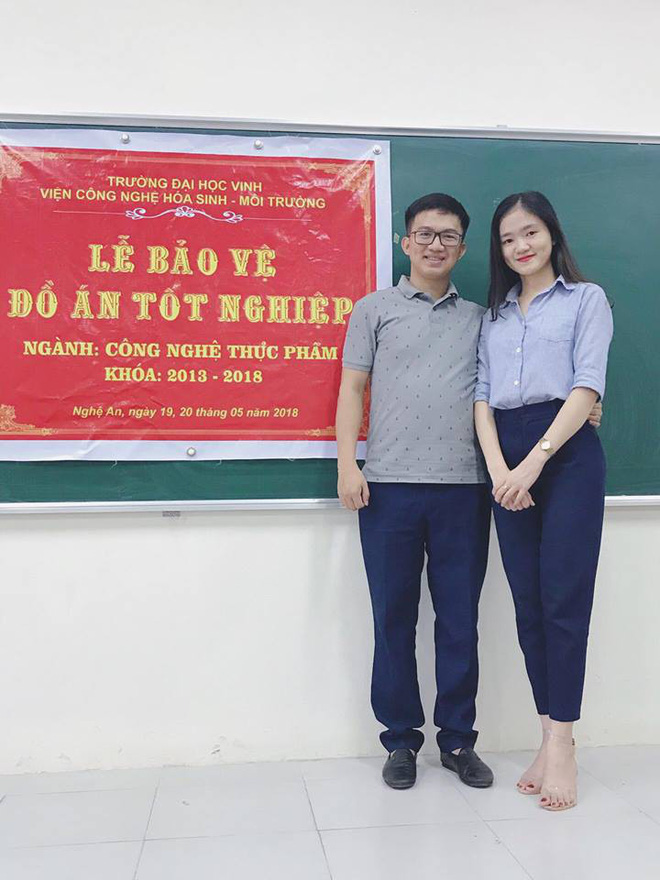 TRƯỜNG ĐẠI HỌC VINH
VIỆN CÔNG NGHỆ HÓA SINH - MÔI TRƯỜNG
LỄ BẢO VỆ
ĐỒ ÁN TỐT NGHIỆP
NGÀNH: CÔNG NGHỆ THỰC PHẨM
KHÓA: 2013 - 2018
Nghệ An, ngày 19, 20 tháng 05 năm 2018